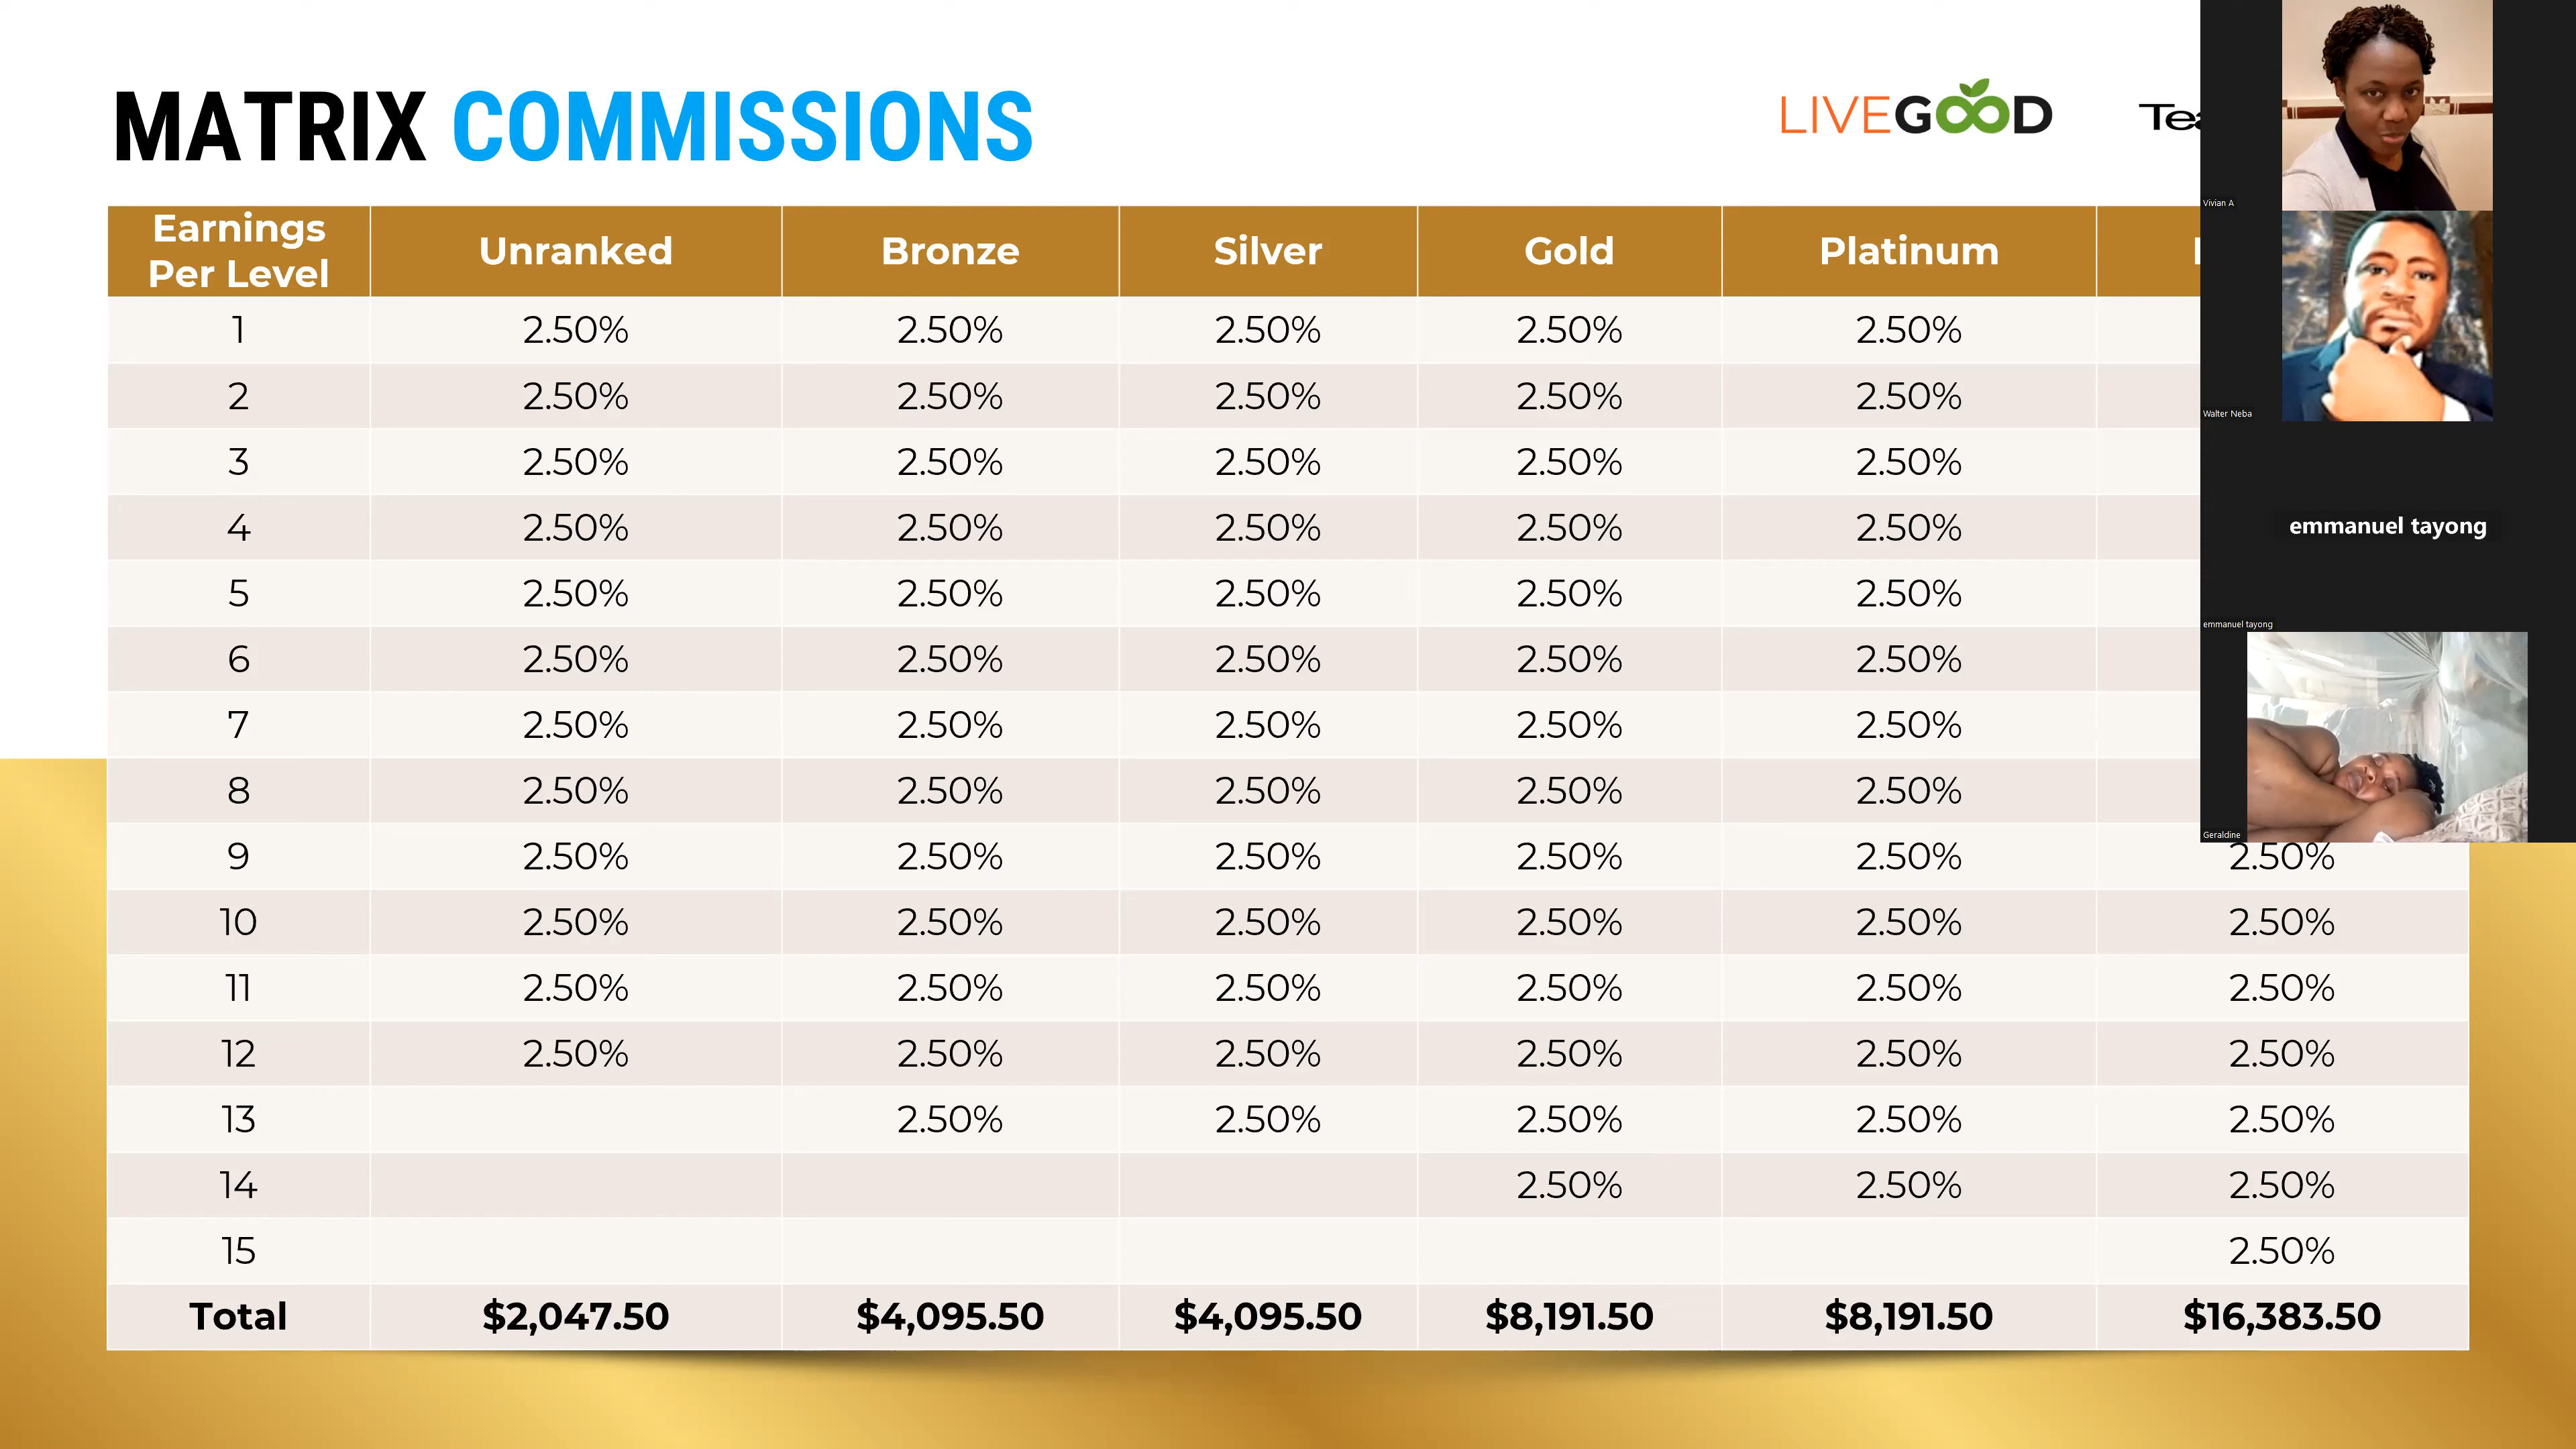 MATRIX COMMISSIONS
LIVEGOOD
Earnings Per Level Unranked Bronze Silver Gold Platinum
1 2.50% 2.50% 2.50% 2.50% 2.50%
2 2.50% 2.50% 2.50% 2.50% 2.50%
3 2.50% 2.50% 2.50% 2.50% 2.50%
4 2.50% 2.50% 2.50% 2.50% 2.50%
5 2.50% 2.50% 2.50% 2.50% 2.50%
6 2.50% 2.50% 2.50% 2.50% 2.50%
7 2.50% 2.50% 2.50% 2.50% 2.50%
8 2.50% 2.50% 2.50% 2.50% 2.50%
9 2.50% 2.50% 2.50% 2.50% 2.50% 2.50%
10 2.50% 2.50% 2.50% 2.50% 2.50% 2.50%
11 2.50% 2.50% 2.50% 2.50% 2.50% 2.50%
12 2.50% 2.50% 2.50% 2.50% 2.50% 2.50%
13 2.50% 2.50% 2.50% 2.50% 2.50%
14 2.50% 2.50% 2.50%
15 2.50%
Total $2,047.50 $4,095.50 $4,095.50 $8,191.50 $8,191.50 $16,383.50
Vivian A
Walter Neba
emmanuel tayong
emmanuel tayong
Geraldine